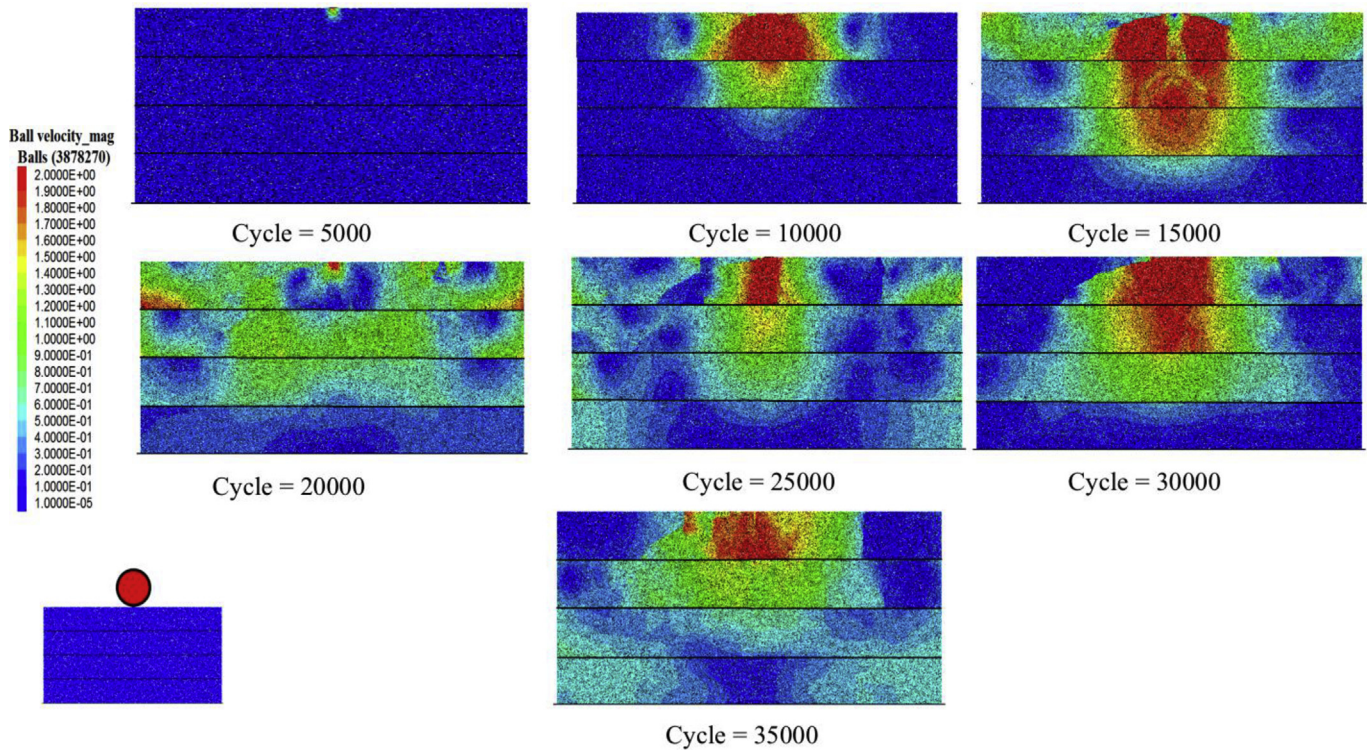 Ball velocity_mag
Balls (3878270)
2.0000E+00
1.9000E+00
1.8000E+00
1.7000E+00
1.6000E+00
1.5000E+00
1.4000E+00
1.3000E+00
1.2000E+00
1.1000E+00
1.0000E+00
9.0000E-01
8.0000E-01
7.0000E-01
6.0000E-01
5.0000E-01
4.0000E-01
3.0000E-01
2.0000E-01
1.0000E-01
1.0000E-05
Cycle = 5000
Cycle = 10000
Cycle = 15000
Cycle = 20000
Cycle = 25000
Cycle = 30000
Cycle = 35000